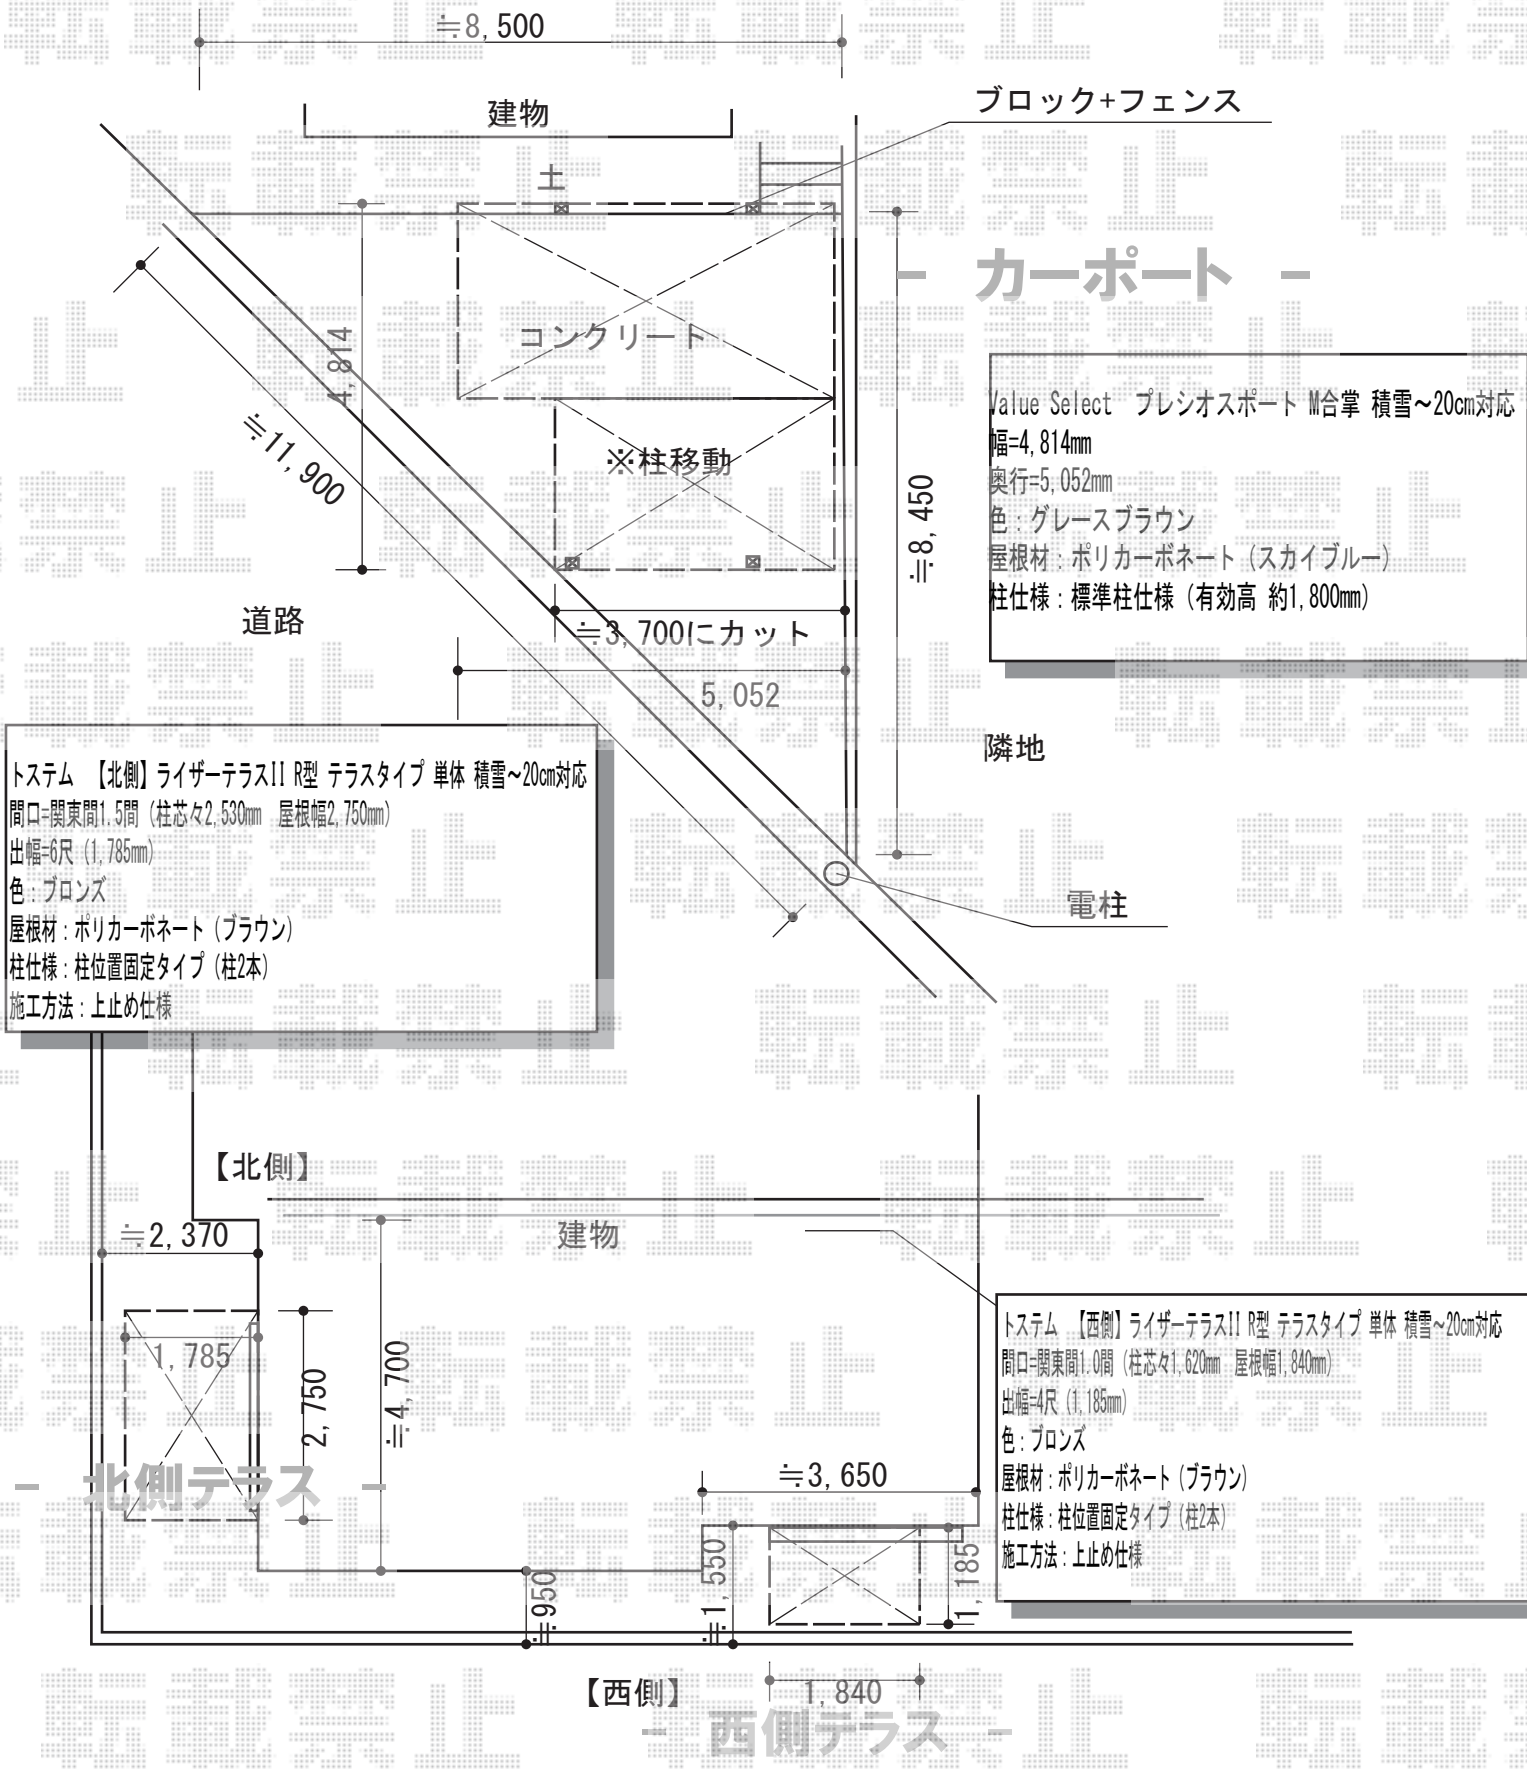 ≒8,500
建物
ブロック+フェンス
土
カーポート
コンクリート
4,814
≒11,900
※柱移動
≒8,450
Value Select プレシオスポート M合掌 積雪～20cm対応
幅=4,814mm
奥行=5,052mm
色：グレースブラウン
屋根材：ポリカーボネート（スカイブルー）
柱仕様：標準柱仕様（有効高 約1,800mm）
道路
≒3,700にカット
5,052
隣地
電柱
トステム 【北側】ライザーテラスII R型 テラスタイプ 単体 積雪～20cm対応
間口=関東間1.5間（柱芯々2,530mm 屋根幅2,750mm）
出幅=6尺（1,785mm）
色：ブロンズ
屋根材：ポリカーボネート（ブラウン）
柱仕様：柱位置固定タイプ（柱2本）
施工方法：上止め仕様
【北側】
≒2,370
建物
1,785
2,750
≒4,700
北側テラス
トステム 【西側】ライザーテラスII R型 テラスタイプ 単体 積雪～20cm対応
間口=関東間1.0間（柱芯々1,620mm 屋根幅1,840mm）
出幅=4尺（1,185mm）
色：ブロンズ
屋根材：ポリカーボネート（ブラウン）
柱仕様：柱位置固定タイプ（柱2本）
施工方法：上止め仕様
≒3,650
≒950
≒1,550
1,185
【西側】
1,840
西側テラス
転載禁止